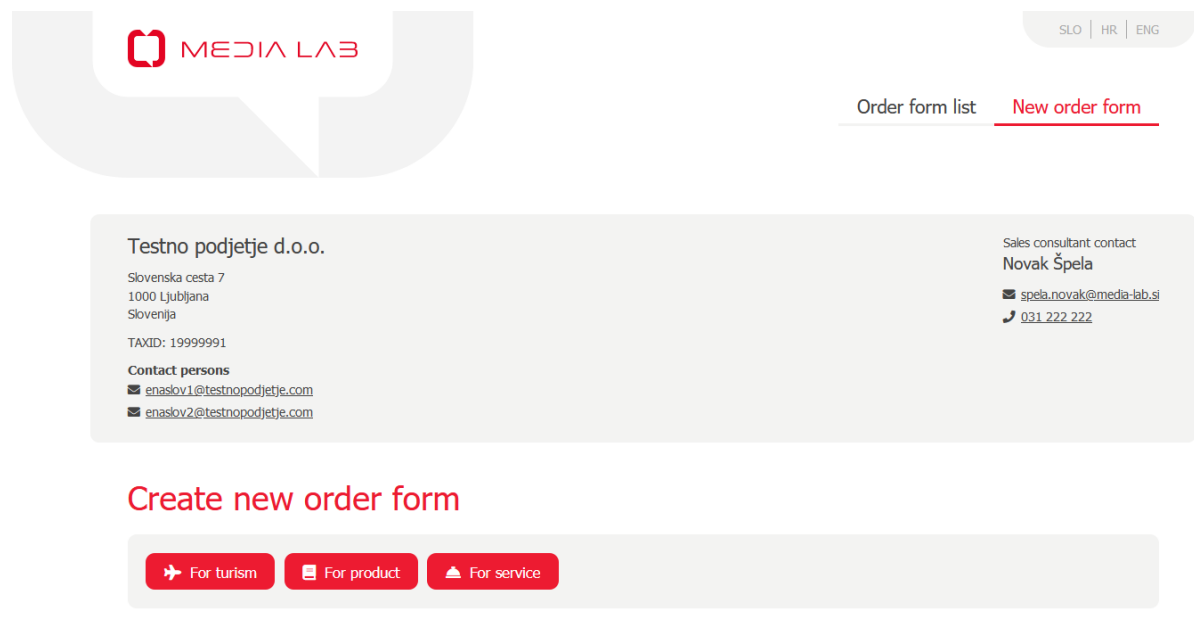 MEDIA LAB
SLO | HR | ENG
Order form list
New order form
Testno podjetje d.o.o.
Slovenska cesta 7
1000 Ljubljana
Slovenija
TAXID: 19999991
Contact persons
enaslov1@testnopodjetje.com
enaslov2@testnopodjetje.com
Sales consultant contact
Novak Špela
spela.novak@media-lab.si
031 222 222
Create new order form
For turism
For product
For service